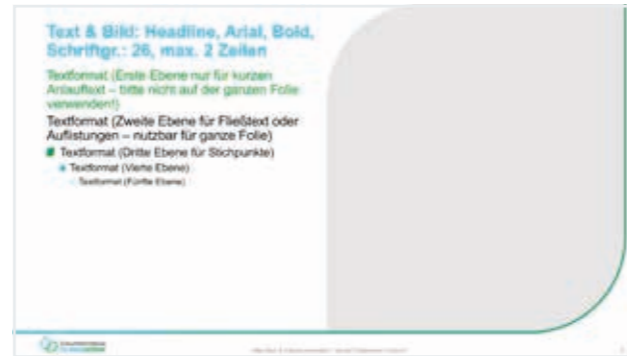 Text & Bild: Headline, Arial, Bold,
Schriftgr.: 26, max. 2 Zeilen
Textformat (Erste Ebene nur für kurzen
Anlauftext – bitte nicht auf der ganzen Folie
verwenden!)
Textformat (Zweite Ebene für Fließtext oder
Auflistungen – nutzbar für ganze Folie)
Textformat (Dritte Ebene für Stichpunkte)
Textformat (Vierte Ebene)
Textformat (Fünfte Ebene)